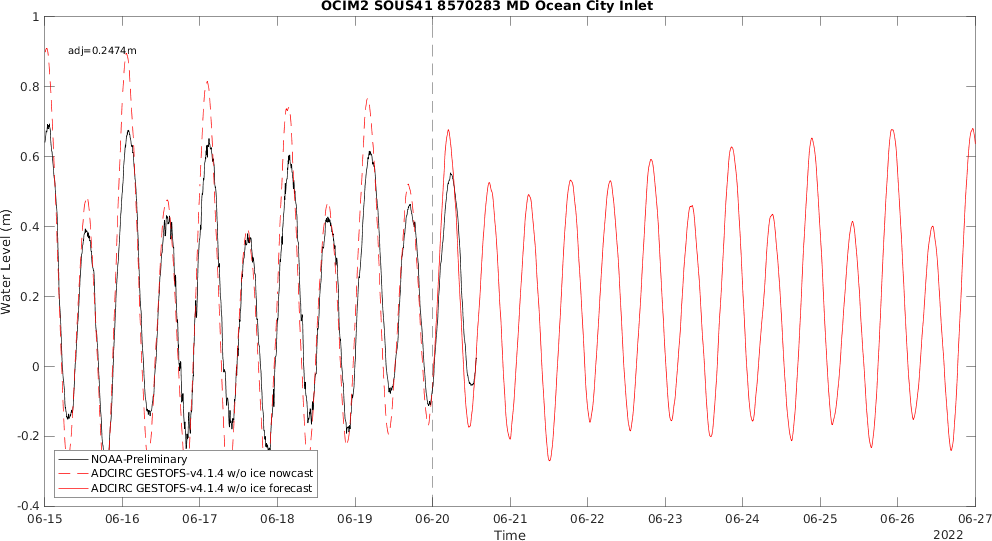 OCIM2 SOUS41 8570283 MD Ocean City Inlet
adj=0.2474m
Water Level (m)
1
0.8
0.6
0.4
0.2
0
-0.2
-0.4
NOAA-Preliminary
ADCIRC GESTOFS-v4.1.4 w/o ice nowcast
ADCIRC GESTOFS-v4.1.4 w/o ice forecast
06-15 06-16 06-17 06-18 06-19 06-20 06-21 06-22 06-23 06-24 06-25 06-26 06-27
Time
2022